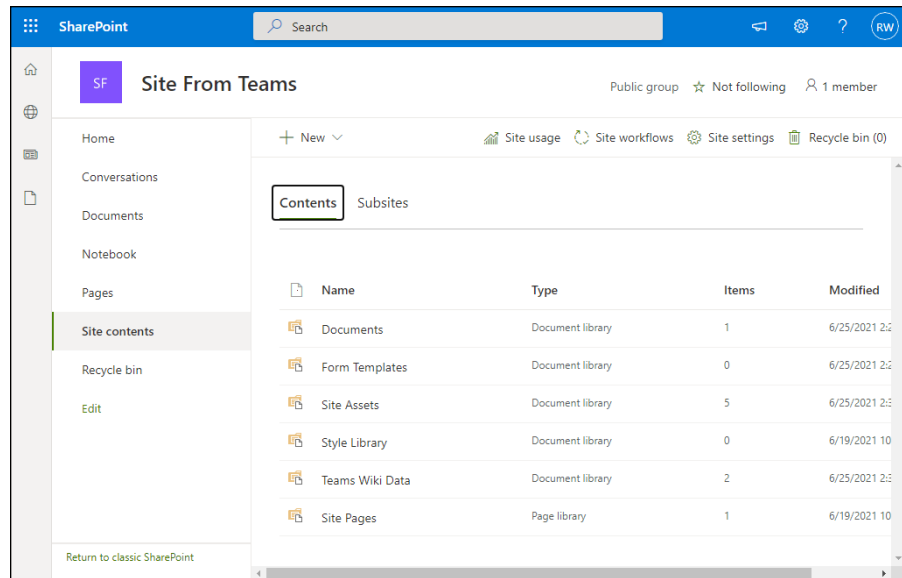 SharePoint Search RW
SF Site From Teams Public group Not following 1 member
Home
Conversations
Documents
Notebook
Pages
Site contents
Recycle bin
Edit
Return to classic SharePoint
New Site usage Site workflows Site settings Recycle bin (0)
Contents Subsites
Name Type Items Modified
Documents Document library 1 6/25/2021
Form Templates Document library 0 6/25/2021
Site Assets Document library 5 6/25/2021
Style Library Document library 0 6/19/2021 10
Teams Wiki Data Document library 2 6/25/2021
Site Pages Page library 1 6/19/2021 10